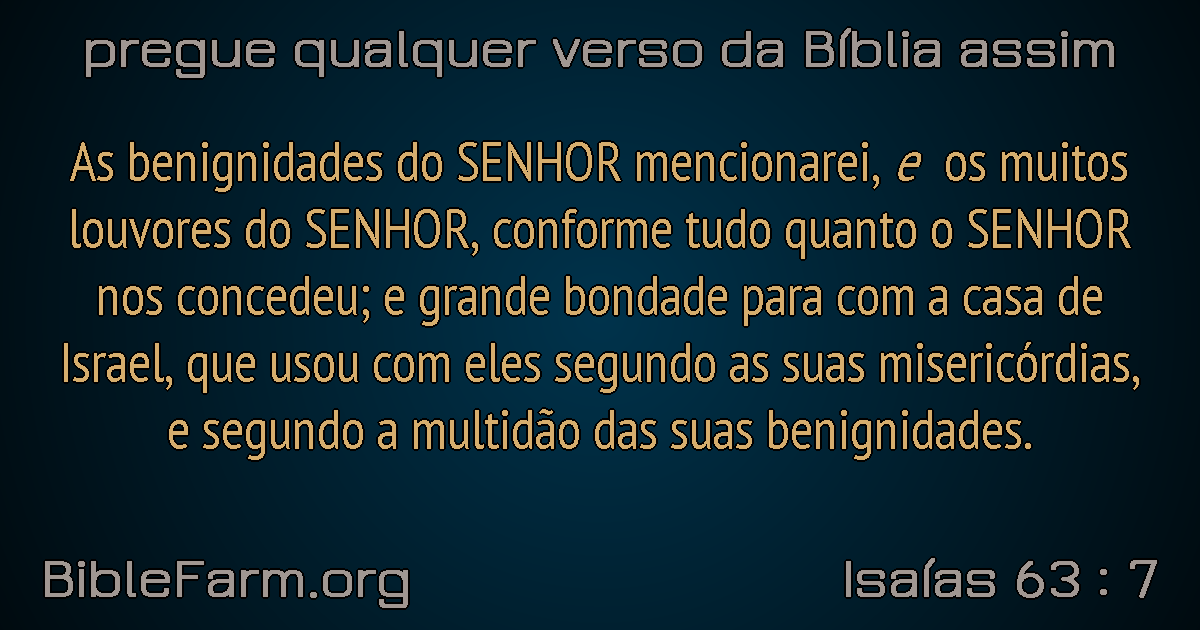 pregue qualquer verso da Bíblia assim
As benignidades do SENHOR mencionarei, e os muitos
louvores do SENHOR, conforme tudo quanto o SENHOR
nos concedeu; e grande bondade para com a casa de
Israel, que usou com eles segundo as suas misericórdias,
e segundo a multidão das suas benignidades.
BibleFarm.org
Isaías 63 : 7